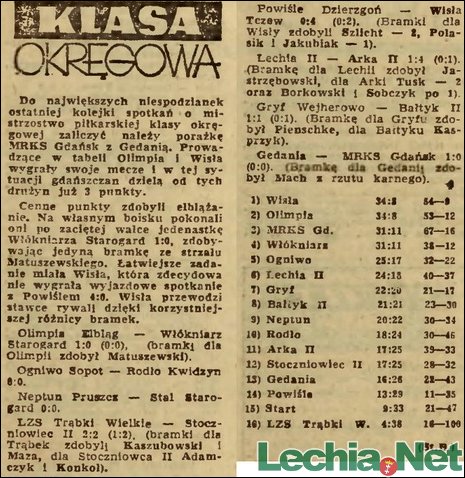 KLASA
OKRĘGOWA
Do największych niespodzianek
ostatniej kolejki spotkań o mi-
strzostwo piłkarskiej klasy okrę-
gowej zaliczyć należy porażkę
MRKS Gdańsk z Gedanią. Prowa-
dzące w tabeli Olimpia i Wisła
wygrały swoje mecze i w tej sy-
tuacji gdańszczan dzielą od tych
drużyn już 3 punkty.
Cenne punkty zdobyli elbląża-
nie. Na własnym boisku pokonali
oni po zaciętej walce jedenastkę
Włókniarza Starogard 1:0, zdoby-
wając jedyną bramkę ze strzału
Matuszewskiego. Łatwiejsze zada-
nie miała Wisła, która zdecydowa-
nie wygrała wyjazdowe spotkanie
z Powiślem 4:0. Wisła przewodzi
stawce rywali dzięki korzystniej-
szej różnicy bramek.
Olimpia Elbląg — Włókniarz
Starogard 1:0 (0:0). (bramki dla
Olimpii zdobył Matuszewski).
Ogniwo Sopot — Rodło Kwidzyn
0:0.
Neptun Pruszcz — Stal Staro-
gard 0:0.
LZS Trąbki Wielkie — Stocz-
niowiec II 2:2 (1:2). (bramki dla
Trąbek zdobyli Kaszubowski i
Maza, dla Stoczniowca II Adam-
czyk i Konkol).
Powiśle Dzierzgoń — Wisła
Tczew 0:4 (0:2). (Bramki dla
Wisły zdobyli Szlicht — 2, Pola-
sik i Jakubiak — 1).
Lechia II — Arka II 1:4 (0:1).
(Bramkę dla Lechii zdobył Ja-
strzębowski, dla Arki Tusk — 2
oraz Borkowski i Sobczyk po 1).
Gryf Wejherowo — Bałtyk II
1:1 (0:1). (Bramkę dla Gryfu zdo-
był Pienschke, dla Bałtyku Kas-
przyk).
Gedania — MRKS Gdańsk 1:0
(0:0). (Bramkę dla Gedanii zdo-
był Mach z rzutu karnego).
1) Wisła 34:8 54—9
2) Olimpia 34:8 53—12
3) MRKS Gd. 31:11 67—16
4) Włókniarz 31:11 38—12
5) Ogniwo 25:17 32—22
6) Lechia II 24:18 40—37
7) Gryf 22:20 21—17
8) Bałtyk II 21:21 23—30
9) Neptun 20:22 30—34
10) Rodło 18:24 30—46
11) Arka II 17:25 39—33
12) Stoczniowiec II 17:25 28—32
13) Gedania 16:26 28—43
14) Powiśle 13:29 11—35
15) Start 9:33 21—47
16) LZS Trąbki W. 4:38 16—100
Lechia.Net